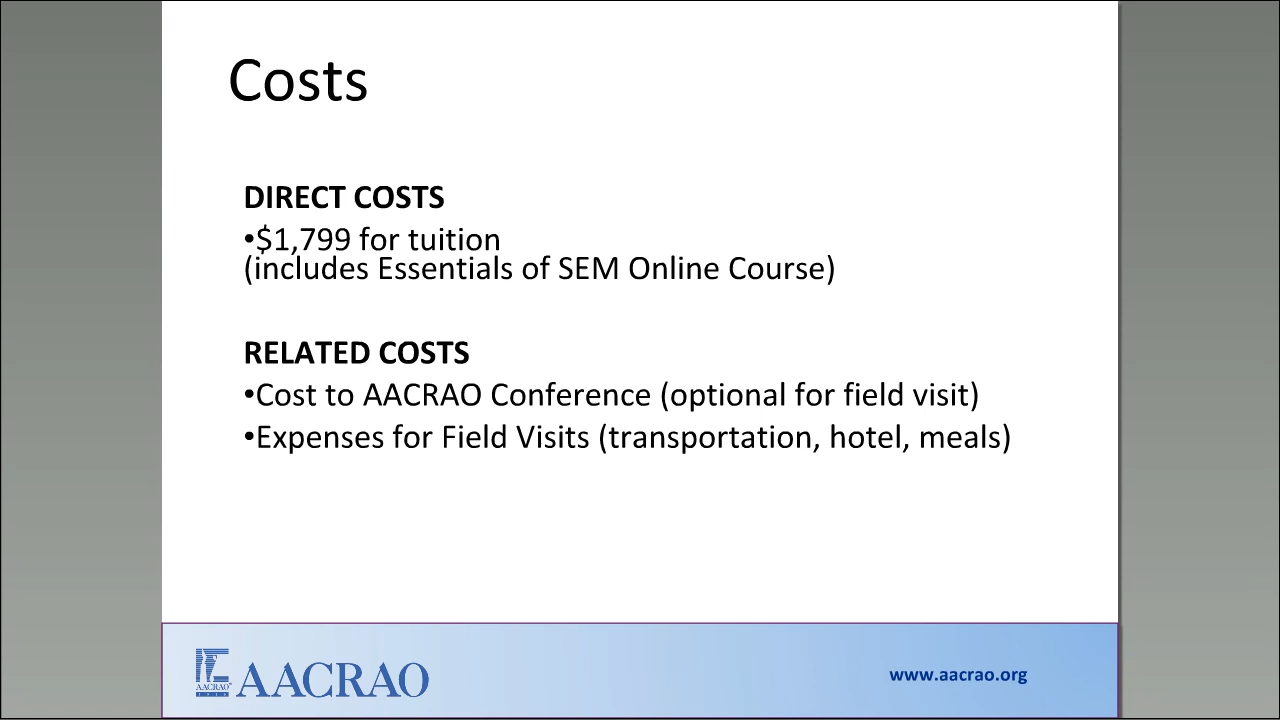 Costs
DIRECT COSTS
•$1,799 for tuition
(includes Essentials of SEM Online Course)
RELATED COSTS
•Cost to AACRAO Conference (optional for field visit)
•Expenses for Field Visits (transportation, hotel, meals)
AACRAO
AACRAO
www.aacrao.org